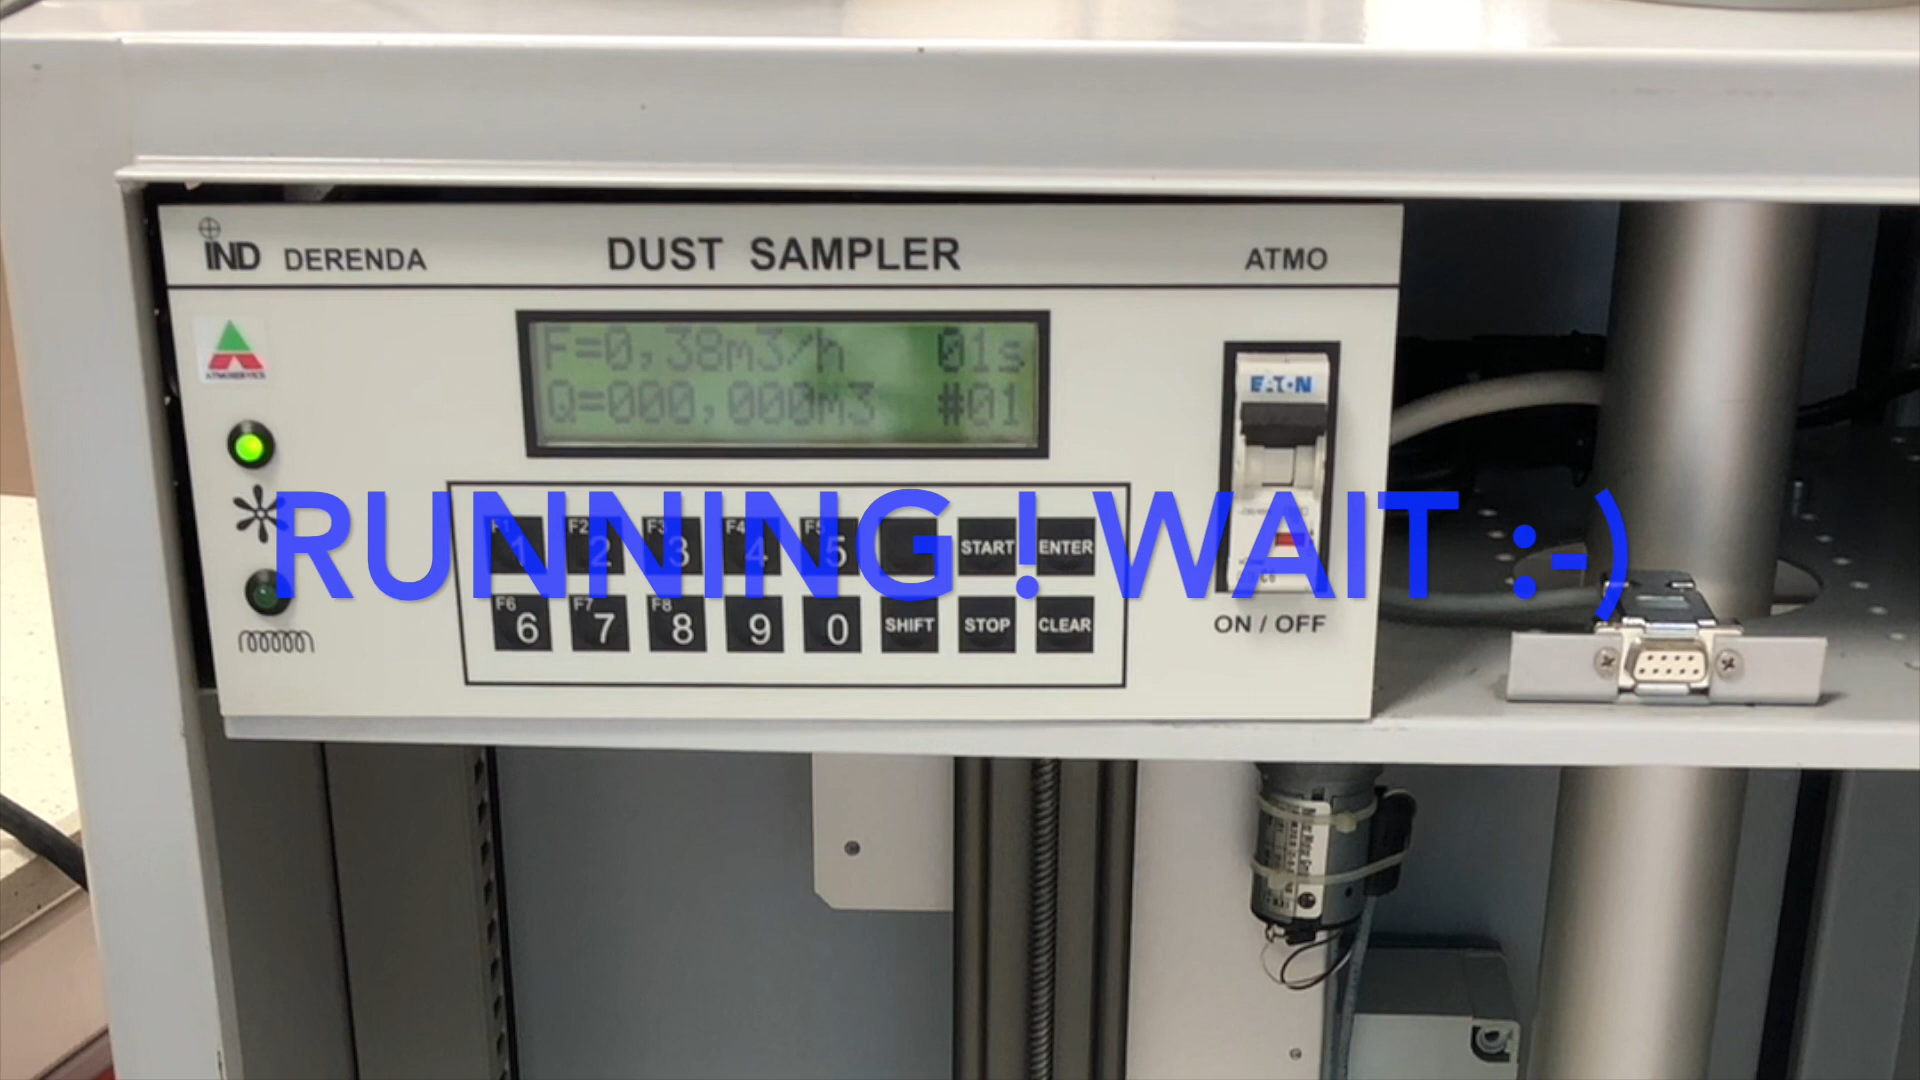 IND DERENDA DUST SAMPLER ATMO
F=0,38m3/h 01s
Q=000,000m3 #01
EATON
RUNNING ! WAIT :-)
F1 1 F2 2 F3 3 F4 4 F5 5 START ENTER
F6 6 F7 7 F8 8 9 0 SHIFT STOP CLEAR
ON / OFF